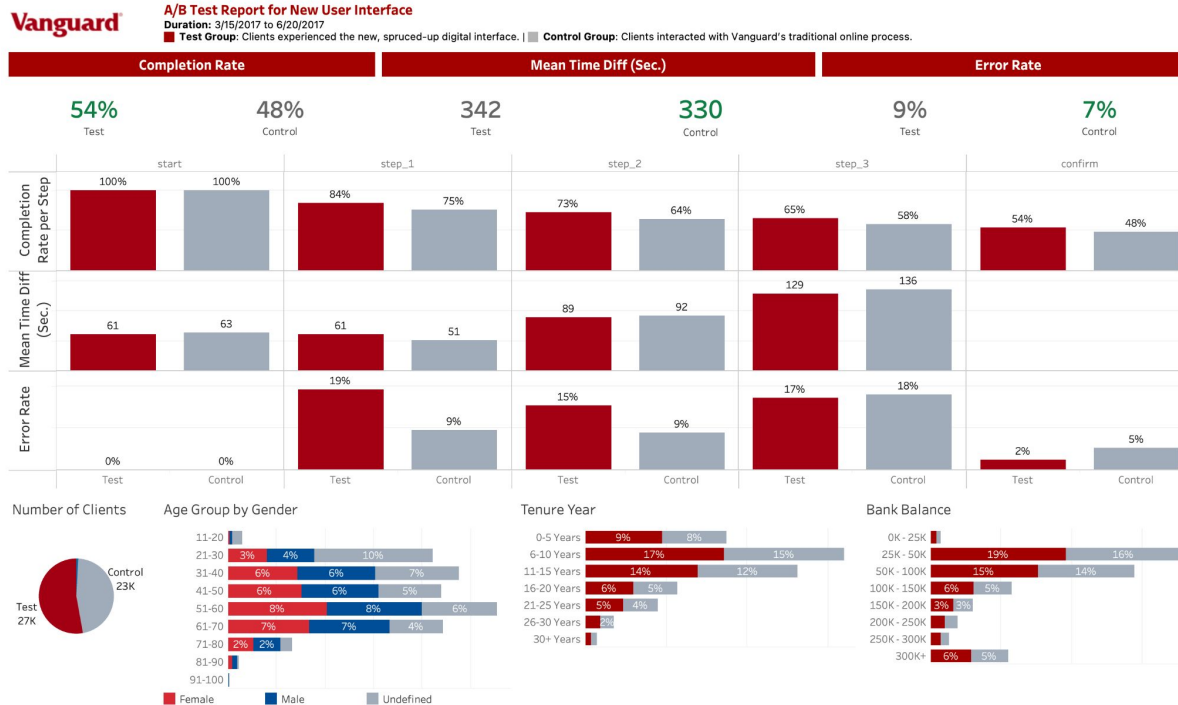 Vanguard®
A/B Test Report for New User Interface
Duration: 3/15/2017 to 6/20/2017
Test Group: Clients experienced the new, spruced-up digital interface. | Control Group: Clients interacted with Vanguard's traditional online process.
Completion Rate Mean Time Diff (Sec.) Error Rate
54% 48% 342 330 9% 7%
Test Control Test Control Test Control
start step_1 step_2 step_3 confirm
Completion
Rate per Step
100% 100% 84% 75% 73% 64% 65% 58% 54% 48%
Mean Time Diff
(Sec.)
61 63 61 51 89 92 129 136
Error Rate
0% 0% 19% 9% 15% 9% 17% 18% 2% 5%
Test Control Test Control Test Control Test Control Test Control
Number of Clients
Control
23K
Test
27K
Age Group by Gender
11-20
21-30 3% 4% 10%
31-40 6% 6% 7%
41-50 6% 6% 5%
51-60 8% 8% 6%
61-70 7% 7% 4%
71-80 2% 2%
81-90
91-100
Female Male Undefined
Tenure Year
0-5 Years 9% 8%
6-10 Years 17% 15%
11-15 Years 14% 12%
16-20 Years 6% 5%
21-25 Years 5% 4%
26-30 Years 2%
30+ Years
Bank Balance
0K - 25K
25K - 50K 19% 16%
50K - 100K 15% 14%
100K - 150K 6% 5%
150K - 200K 3% 3%
200K - 250K
250K - 300K
300K+ 6% 5%